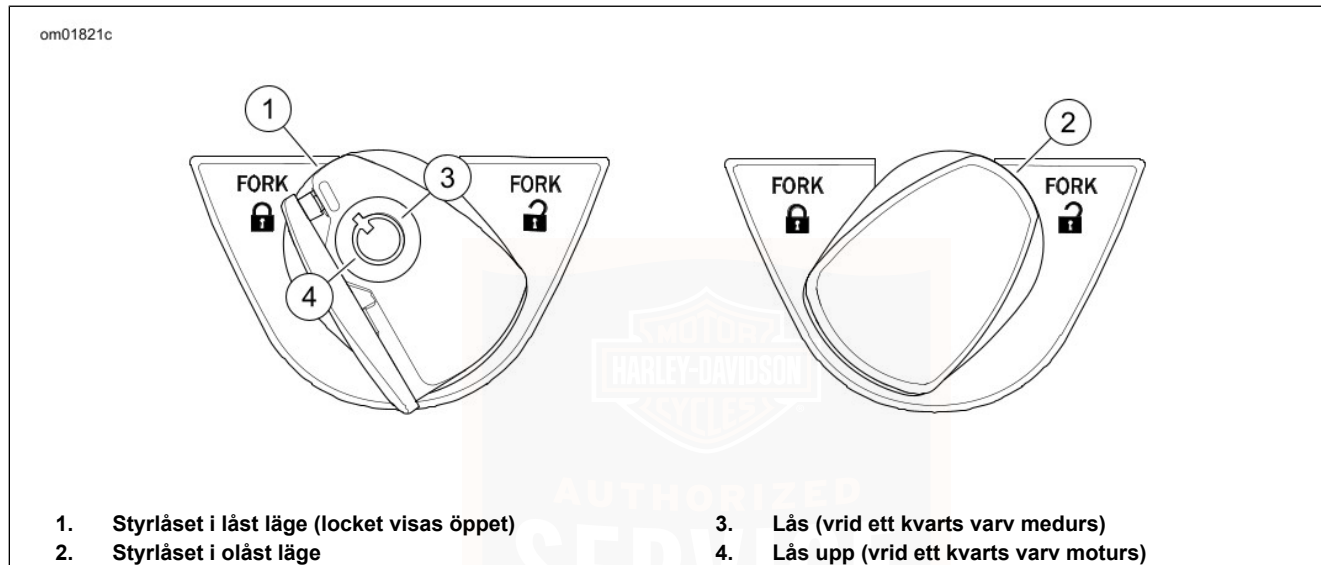 om01821c
1
2
3
4
FORK
FORK
FORK
FORK
MOTOR
HARLEY-DAVIDSON
CYCLES
AUTHORIZED
SERVICE
1. Styrlåset i låst läge (locket visas öppet)
2. Styrlåset i olåst läge
3. Lås (vrid ett kvarts varv medurs)
4. Lås upp (vrid ett kvarts varv moturs)